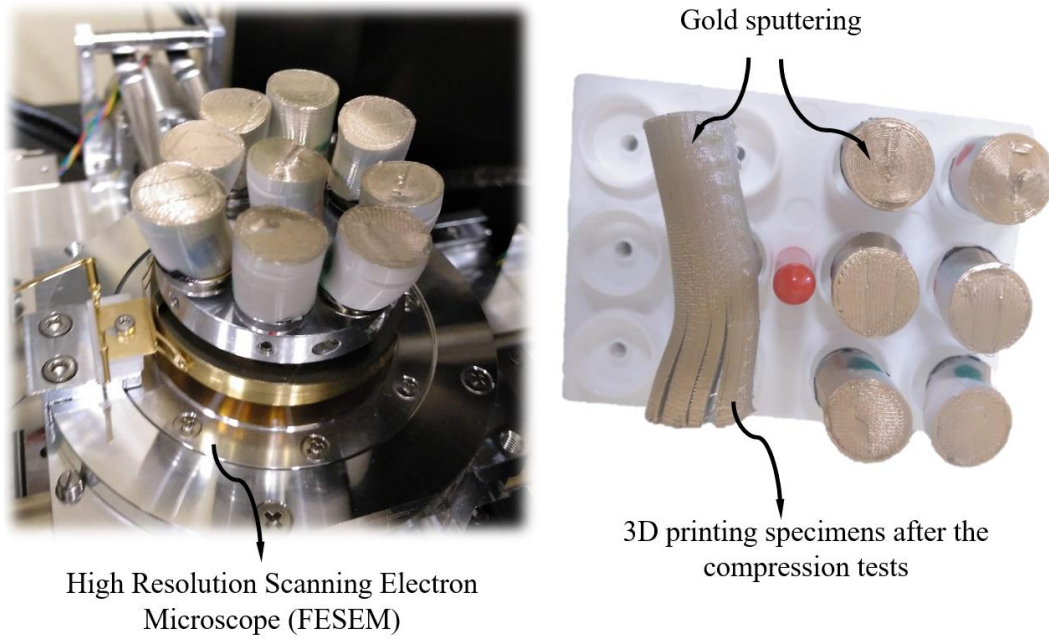 Gold sputtering
3D printing specimens after the
compression tests
High Resolution Scanning Electron
Microscope (FESEM)